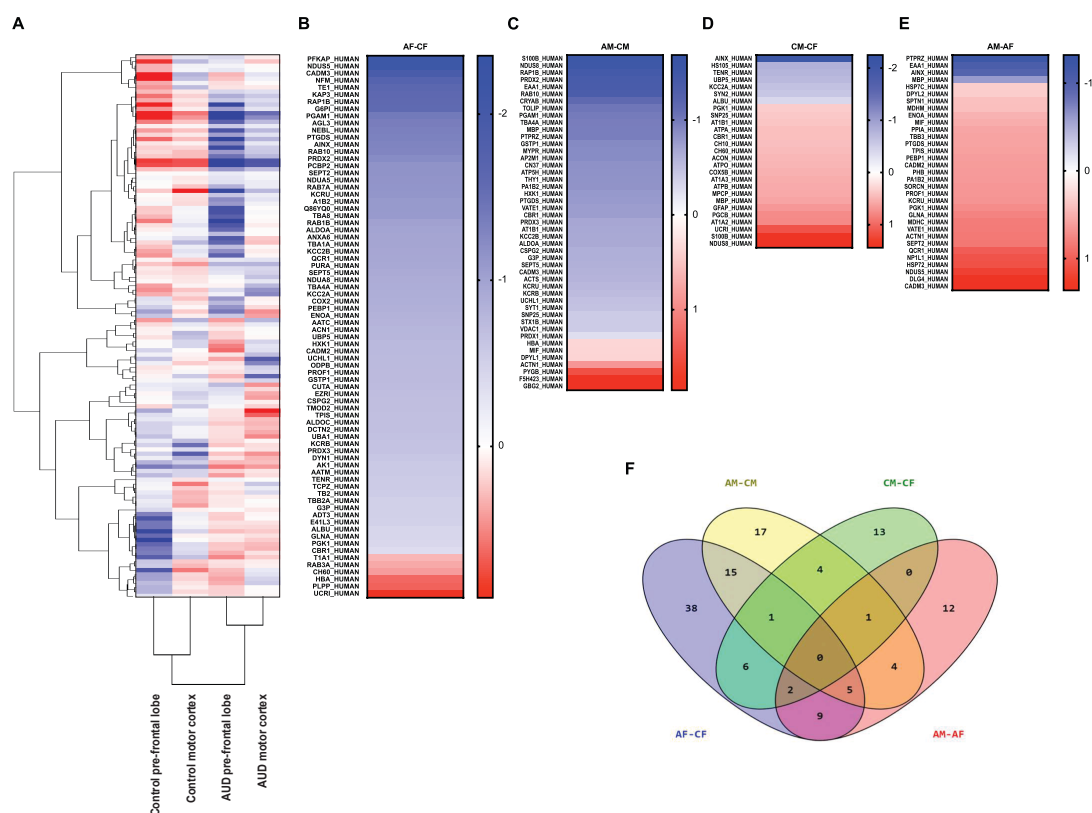 A
Control pre-frontal lobe
Control motor cortex
AUD pre-frontal lobe
AUD motor cortex
B
AF-CF
PFKAP_HUMAN
NDUS5_HUMAN
CADM3_HUMAN
NFM_HUMAN
TE1_HUMAN
KAP3_HUMAN
RAP1B_HUMAN
G6PI_HUMAN
PGAM1_HUMAN
AGL3_HUMAN
NEBL_HUMAN
PTGDS_HUMAN
AINX_HUMAN
RAB10_HUMAN
PRDX2_HUMAN
PCBP2_HUMAN
SEPT2_HUMAN
NDUA5_HUMAN
RAB7A_HUMAN
KCRU_HUMAN
A1B2_HUMAN
Q86YQ0_HUMAN
TBA8_HUMAN
RAB1B_HUMAN
ALDOA_HUMAN
ANXA6_HUMAN
TBA1A_HUMAN
KCC2B_HUMAN
QCR1_HUMAN
PURA_HUMAN
SEPT5_HUMAN
NDUA8_HUMAN
TBA4A_HUMAN
KCC2A_HUMAN
COX2_HUMAN
PEBP1_HUMAN
ENOA_HUMAN
AATC_HUMAN
ACN1_HUMAN
UBP5_HUMAN
HXK1_HUMAN
CADM2_HUMAN
UCHL1_HUMAN
ODPB_HUMAN
PROF1_HUMAN
GSTP1_HUMAN
CUTA_HUMAN
EZRI_HUMAN
CSPG2_HUMAN
TMOD2_HUMAN
TPIS_HUMAN
ALDOC_HUMAN
DCTN2_HUMAN
UBA1_HUMAN
KCRB_HUMAN
PRDX3_HUMAN
DYN1_HUMAN
AK1_HUMAN
AATM_HUMAN
TENR_HUMAN
TCPZ_HUMAN
TB2_HUMAN
TBB2A_HUMAN
G3P_HUMAN
ADT3_HUMAN
E41L3_HUMAN
ALBU_HUMAN
GLNA_HUMAN
PGK1_HUMAN
CBR1_HUMAN
T1A1_HUMAN
RAB3A_HUMAN
CH60_HUMAN
HBA_HUMAN
PLPP_HUMAN
UCRI_HUMAN
-2
-1
0
C
AM-CM
S100B_HUMAN
NDUS8_HUMAN
RAP1B_HUMAN
PRDX2_HUMAN
EAA1_HUMAN
RAB10_HUMAN
CRYAB_HUMAN
TOLIP_HUMAN
PGAM1_HUMAN
TBA4A_HUMAN
MBP_HUMAN
PTPRZ_HUMAN
GSTP1_HUMAN
MYPR_HUMAN
AP2M1_HUMAN
CN37_HUMAN
ATP5H_HUMAN
THY1_HUMAN
PA1B2_HUMAN
HXK1_HUMAN
PTGDS_HUMAN
VATE1_HUMAN
CBR1_HUMAN
PRDX3_HUMAN
AT1B1_HUMAN
KCC2B_HUMAN
ALDOA_HUMAN
CSPG2_HUMAN
G3P_HUMAN
SEPT5_HUMAN
CADM3_HUMAN
ACTS_HUMAN
KCRU_HUMAN
KCRB_HUMAN
UCHL1_HUMAN
SYT1_HUMAN
SNP25_HUMAN
STX1B_HUMAN
VDAC1_HUMAN
PRDX1_HUMAN
HBA_HUMAN
MIF_HUMAN
DPYL1_HUMAN
ACTN1_HUMAN
PYGB_HUMAN
F5H423_HUMAN
GBG2_HUMAN
-1
0
1
D
CM-CF
AINX_HUMAN
HS105_HUMAN
TENR_HUMAN
UBP5_HUMAN
KCC2A_HUMAN
SYN2_HUMAN
ALBU_HUMAN
PGK1_HUMAN
SNP25_HUMAN
AT1B1_HUMAN
ATPA_HUMAN
CBR1_HUMAN
CH10_HUMAN
CH60_HUMAN
ACON_HUMAN
ATPO_HUMAN
COX5B_HUMAN
AT1A3_HUMAN
ATPB_HUMAN
MPCP_HUMAN
MBP_HUMAN
GFAP_HUMAN
PGCB_HUMAN
AT1A2_HUMAN
UCRI_HUMAN
S100B_HUMAN
NDUS8_HUMAN
-2
-1
0
1
E
AM-AF
PTPRZ_HUMAN
EAA1_HUMAN
AINX_HUMAN
MBP_HUMAN
HSP7C_HUMAN
DPYL2_HUMAN
SPTN1_HUMAN
MDHM_HUMAN
ENOA_HUMAN
MIF_HUMAN
PPIA_HUMAN
TBB3_HUMAN
PTGDS_HUMAN
TPIS_HUMAN
PEBP1_HUMAN
CADM2_HUMAN
PHB_HUMAN
PA1B2_HUMAN
SORCN_HUMAN
PROF1_HUMAN
KCRU_HUMAN
PGK1_HUMAN
GLNA_HUMAN
MDHC_HUMAN
VATE1_HUMAN
ACTN1_HUMAN
SEPT2_HUMAN
QCR1_HUMAN
NP1L1_HUMAN
HSP72_HUMAN
NDUS5_HUMAN
DLG4_HUMAN
CADM3_HUMAN
-1
0
1
F
AM-CM
CM-CF
17
13
15
4
0
38
12
1
1
6
0
4
2
5
9
AF-CF
AM-AF